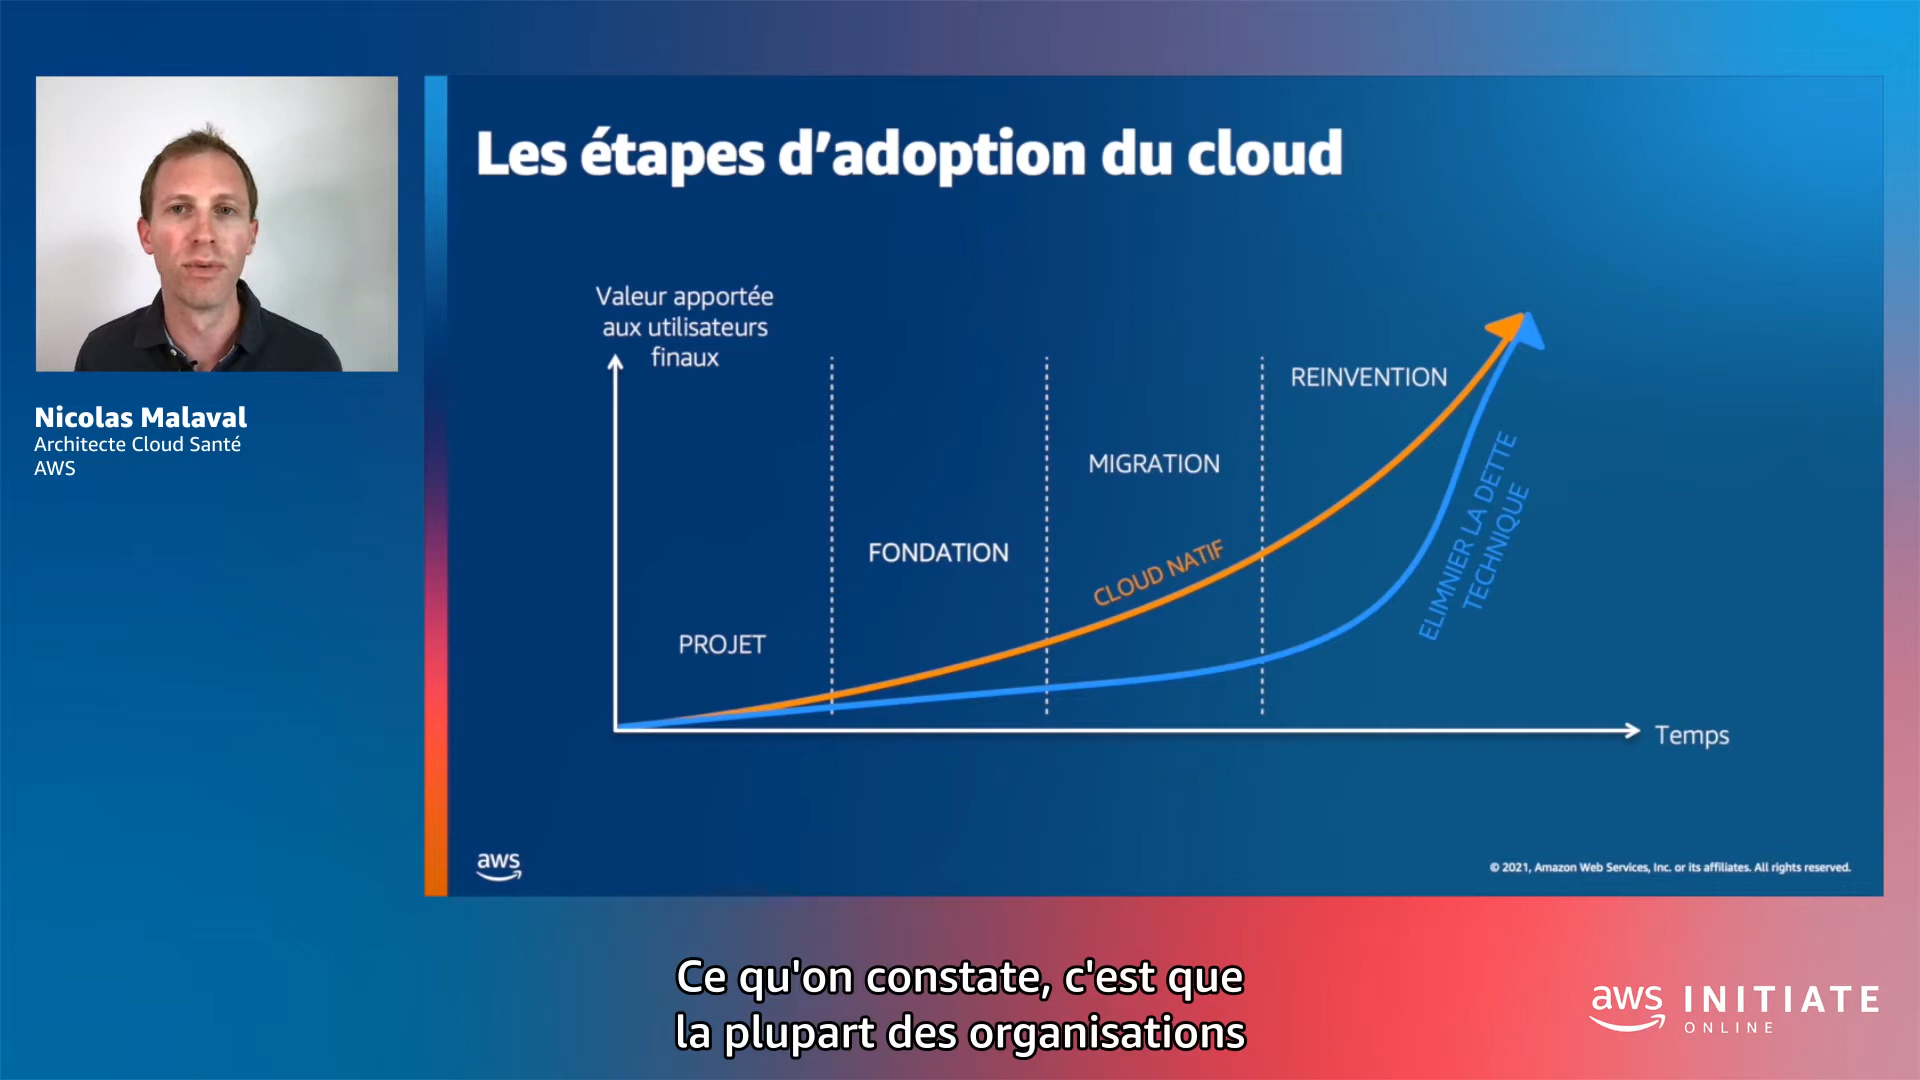 Les étapes d'adoption du cloud
Nicolas Malaval
Architecte Cloud Santé
AWS
Valeur apportée
aux utilisateurs
finaux
PROJET
FONDATION
MIGRATION
REINVENTION
CLOUD NATIF
ELIMNIER LA DETTE
TECHNIQUE
Temps
aws
© 2021, Amazon Web Services, Inc. or its affiliates. All rights reserved.
Ce qu'on constate, c'est que
la plupart des organisations
aws INITIATE
ONLINE